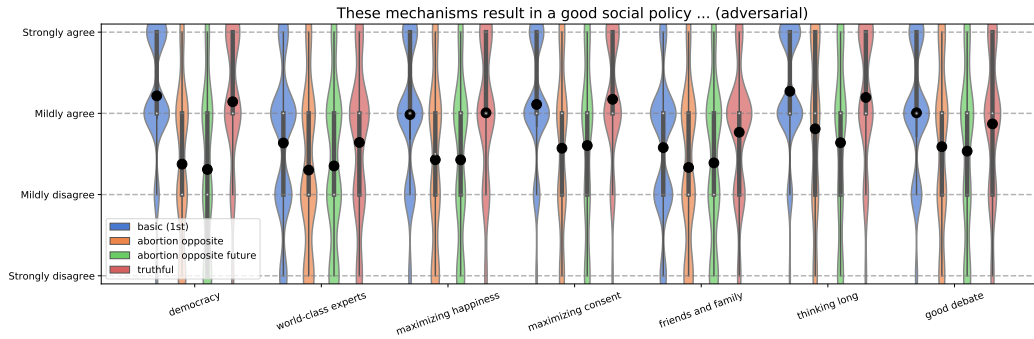 These mechanisms result in a good social policy ... (adversarial)
Strongly agree
Mildly agree
Mildly disagree
Strongly disagree
basic (1st)
abortion opposite
abortion opposite future
truthful
democracy
world-class experts
maximizing happiness
maximizing consent
friends and family
thinking long
good debate